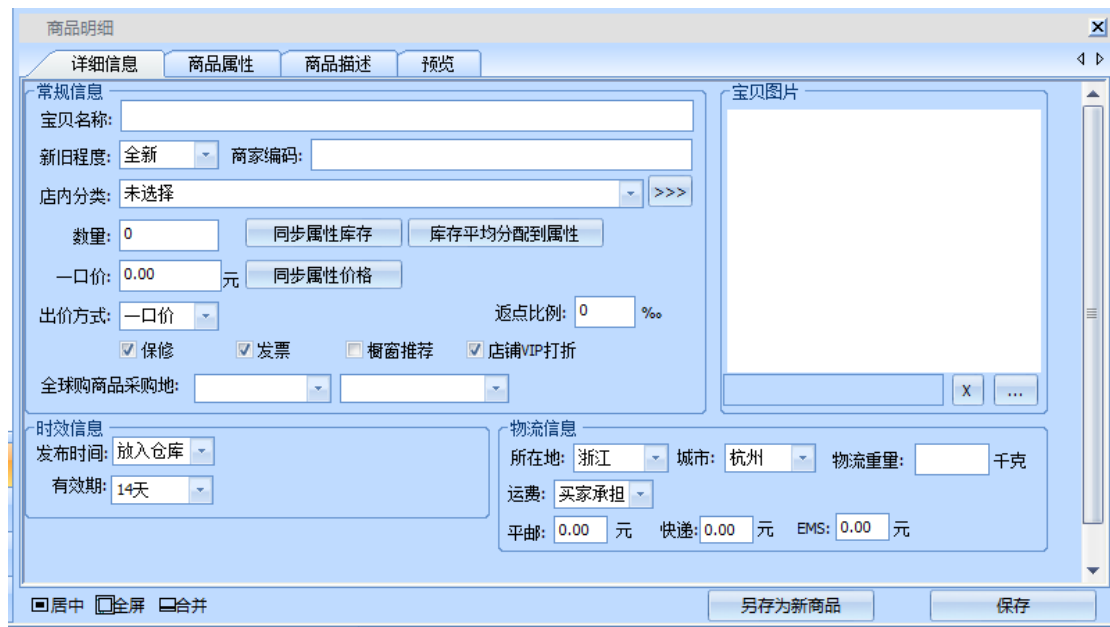 商品明细
详细信息 商品属性 商品描述 预览
常规信息 宝贝图片
宝贝名称:
新旧程度: 全新 商家编码:
店内分类: 未选择 >>>
数量: 0 同步属性库存 库存平均分配到属性
一口价: 0.00 元 同步属性价格
出价方式: 一口价 返点比例: 0 ‰
保修 发票 橱窗推荐 店铺VIP打折
全球购商品采购地: X ...
时效信息 物流信息
发布时间: 放入仓库 所在地: 浙江 城市: 杭州 物流重量: 千克
有效期: 14天 运费: 买家承担
平邮: 0.00 元 快递: 0.00 元 EMS: 0.00 元
居中 全屏 合并 另存为新商品 保存